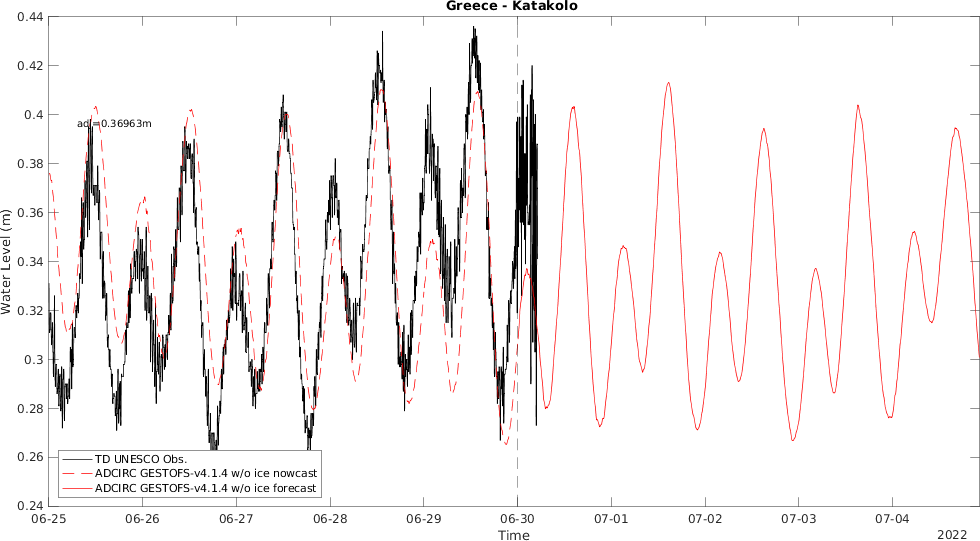 Greece - Katakolo
0.44
0.42
0.4
0.38
0.36
0.34
0.32
0.3
0.28
0.26
0.24
Water Level (m)
adj=0.36963m
TD UNESCO Obs.
ADCIRC GESTOFS-v4.1.4 w/o ice nowcast
ADCIRC GESTOFS-v4.1.4 w/o ice forecast
06-25 06-26 06-27 06-28 06-29 06-30 07-01 07-02 07-03 07-04
Time
2022